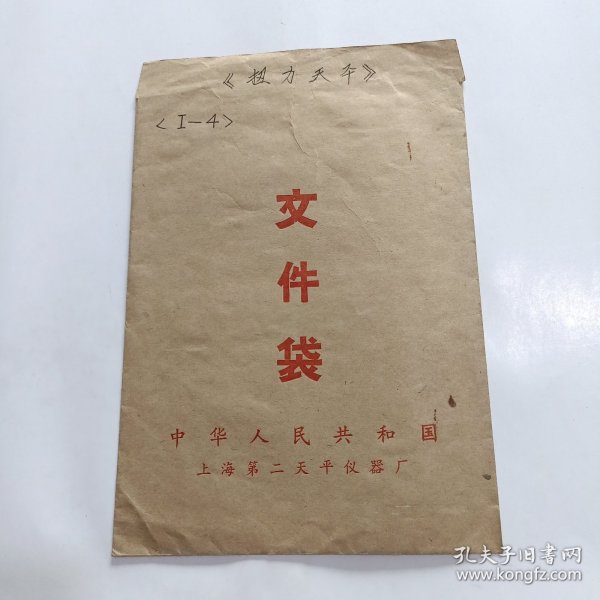 《扭力天平》
<I-4>
文
件
袋
中华人民共和国
上海第二天平仪器厂
孔夫子旧书网
www.kongfz.com